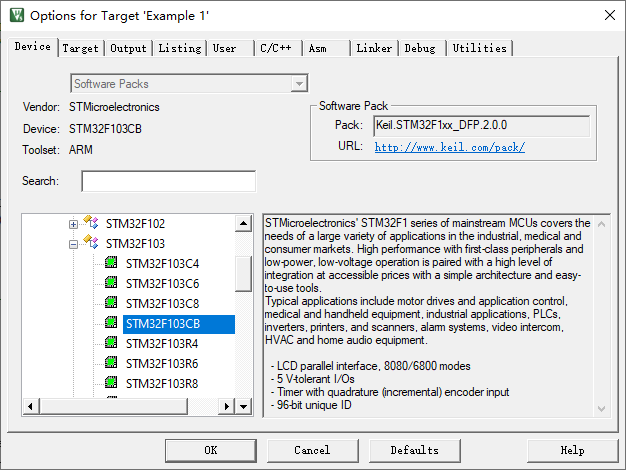 Options for Target 'Example 1'
Device Target Output Listing User C/C++ Asm Linker Debug Utilities
Software Packs
Vendor: STMicroelectronics
Device: STM32F103CB
Toolset: ARM
Search:
Software Pack
Pack: Keil.STM32F1xx_DFP.2.0.0
URL: http://www.keil.com/pack/
STM32F102
STM32F103
STM32F103C4
STM32F103C6
STM32F103C8
STM32F103CB
STM32F103R4
STM32F103R6
STM32F103R8
STMicroelectronics' STM32F1 series of mainstream MCUs covers the
needs of a large variety of applications in the industrial, medical and
consumer markets. High performance with first-class peripherals and
low-power, low-voltage operation is paired with a high level of
integration at accessible prices with a simple architecture and easy-
to-use tools.
Typical applications include motor drives and application control,
medical and handheld equipment, industrial applications, PLCs,
inverters, printers, and scanners, alarm systems, video intercom,
HVAC and home audio equipment.
- LCD parallel interface, 8080/6800 modes
- 5 V-tolerant I/Os
- Timer with quadrature (incremental) encoder input
- 96-bit unique ID
OK Cancel Defaults Help